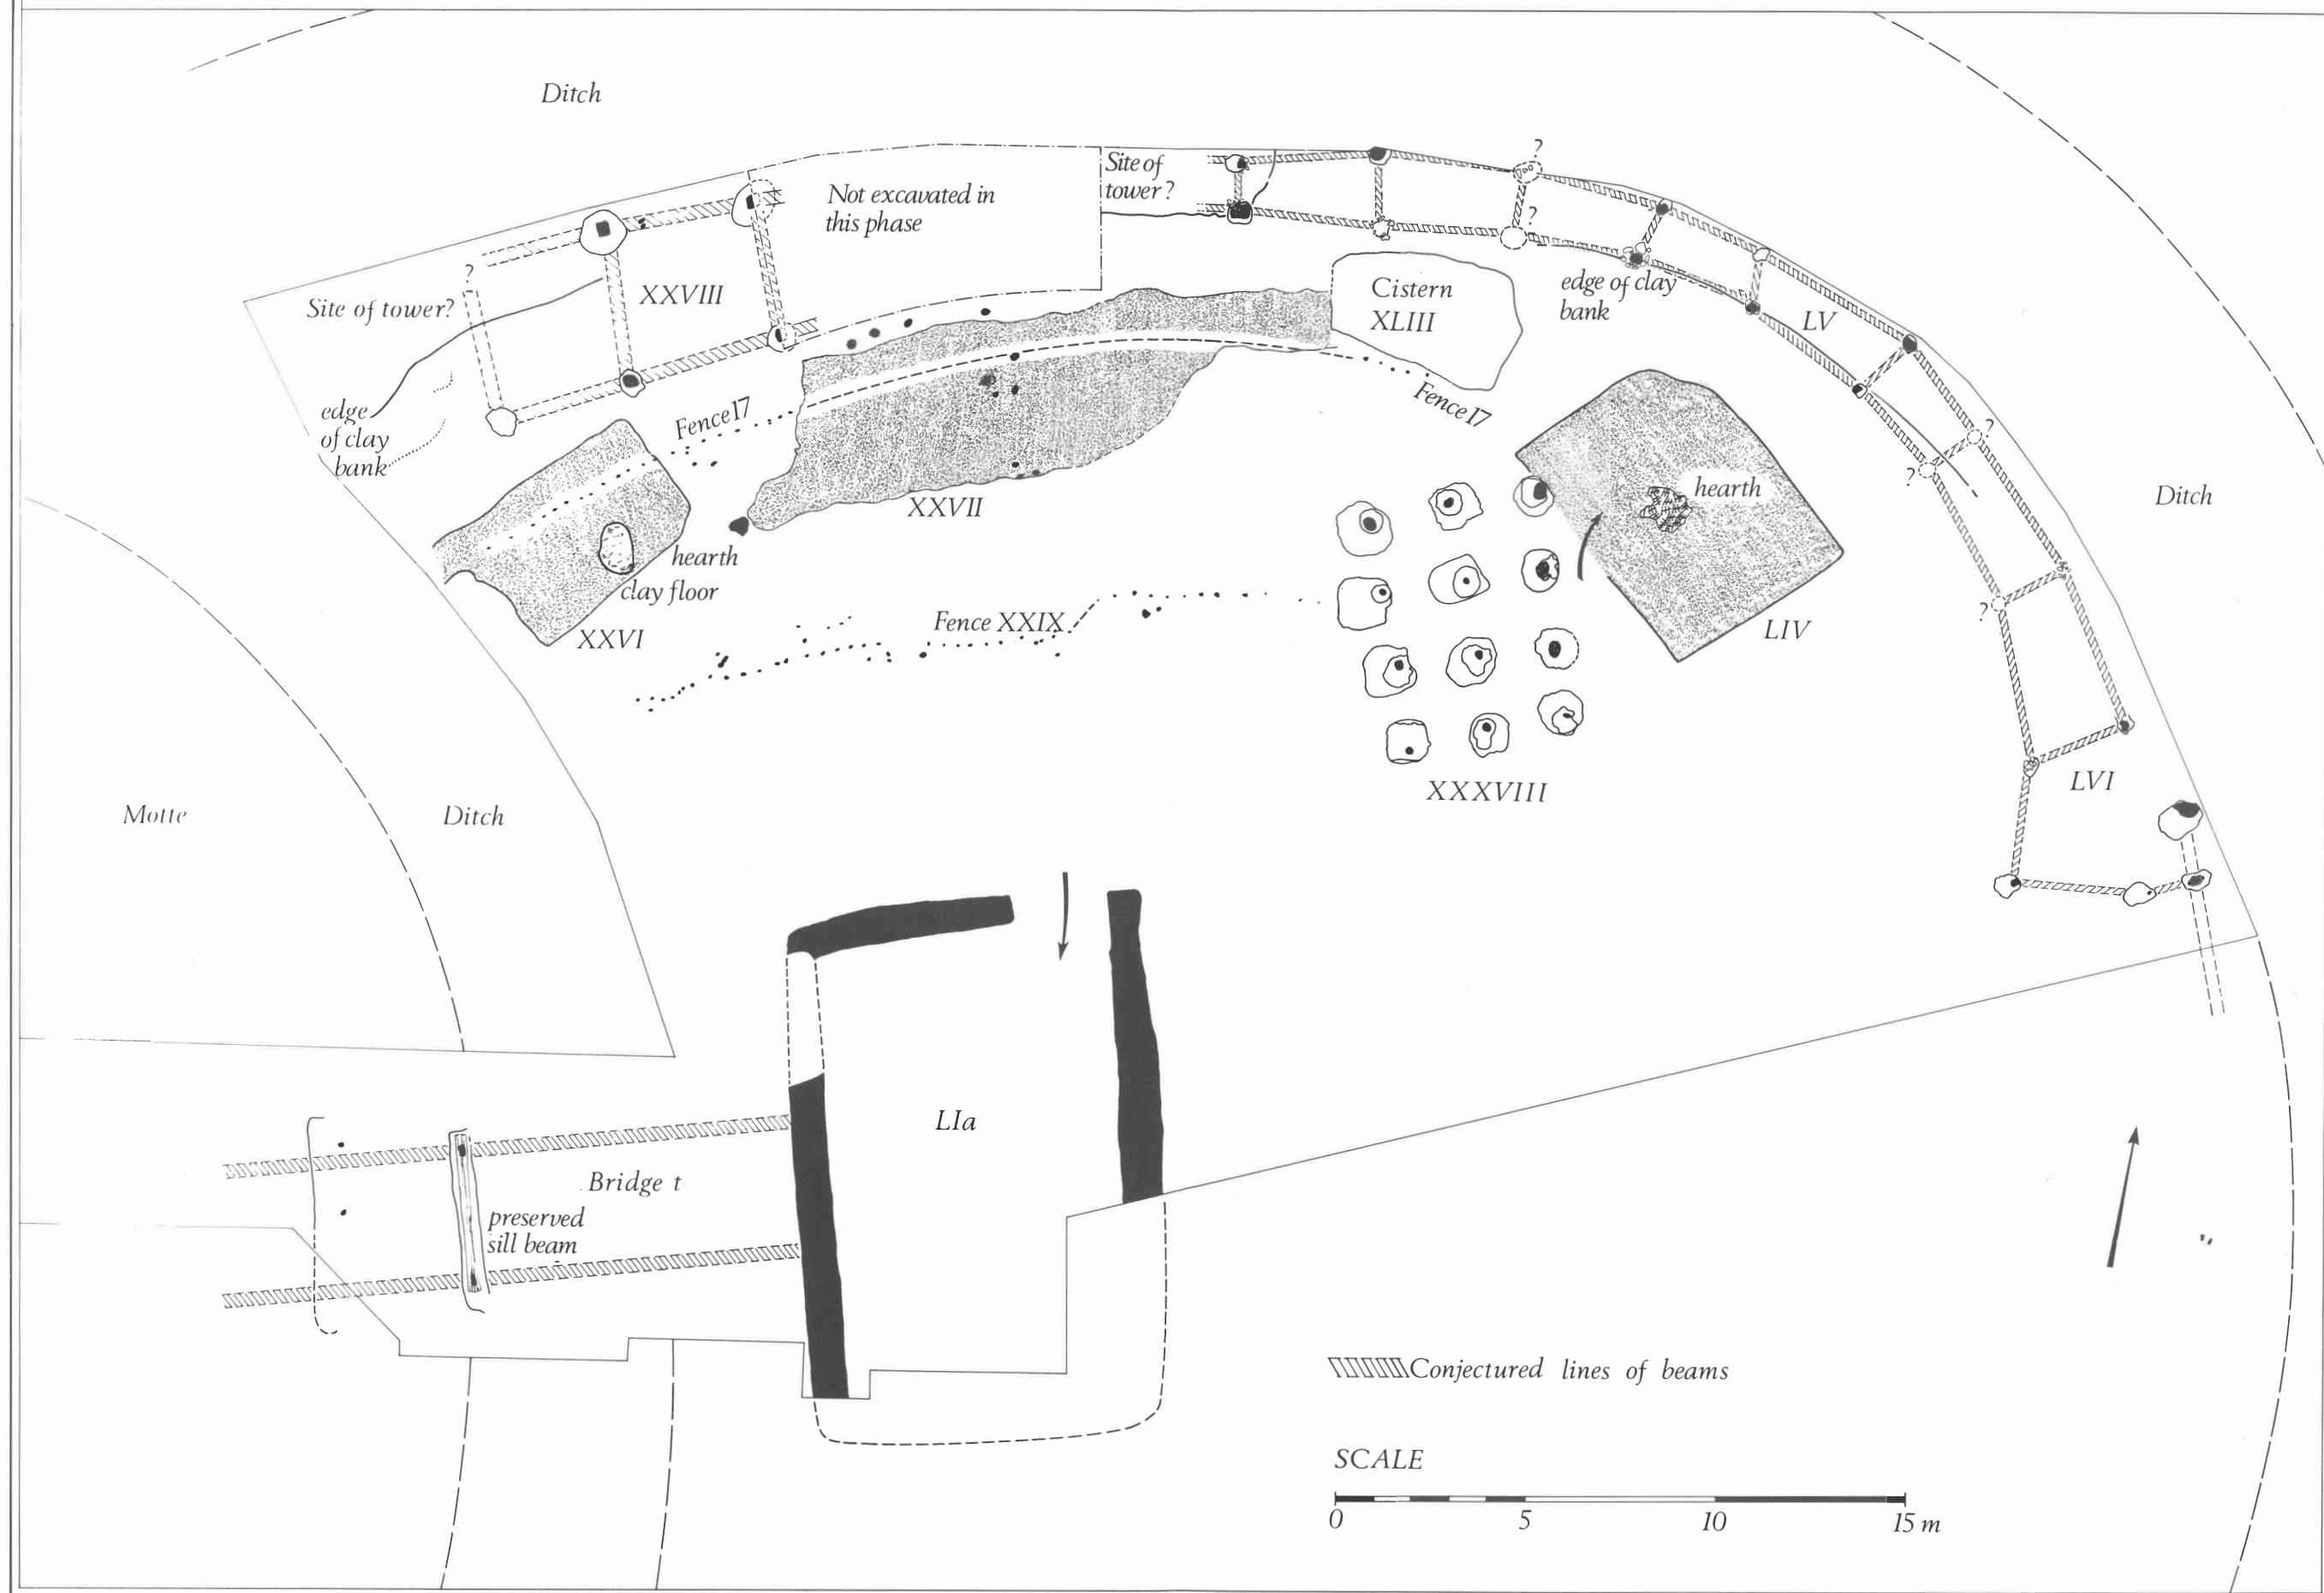 Ditch
Not excavated in
this phase
Site of
tower?
?
?
?
XXVIII
Site of tower?
edge
of clay
bank
Fence 17
Cistern
XLIII
edge of clay
bank
LV
Fence 17
?
?
Ditch
hearth
XXVII
hearth
clay floor
XXVI
Fence XXIX
LIV
?
XXXVIII
LVI
Motte
Ditch
LIa
Bridge t
preserved
sill beam
Conjectured lines of beams
SCALE
0 5 10 15 m